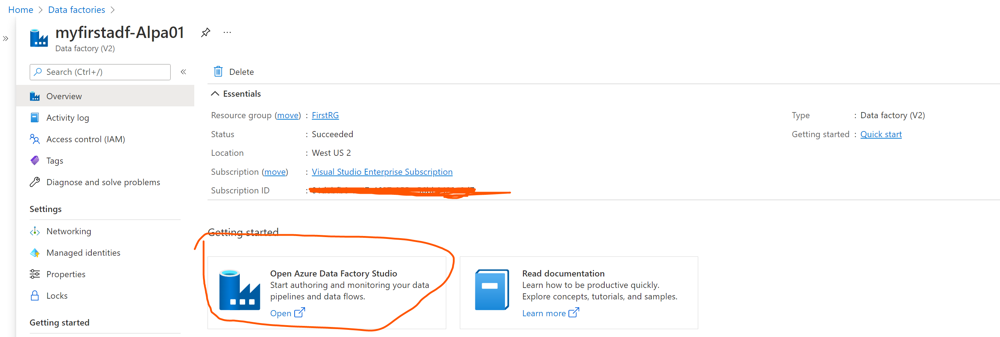 Home > Data factories >
myfirstadf-Alpa01 ...
Data factory (V2)
Search (Ctrl+/)
Overview
Activity log
Access control (IAM)
Tags
Diagnose and solve problems
Settings
Networking
Managed identities
Properties
Locks
Getting started
Delete
Essentials
Resource group (move) : FirstRG
Status : Succeeded
Location : West US 2
Subscription (move) : Visual Studio Enterprise Subscription
Subscription ID :
Type : Data factory (V2)
Getting started : Quick start
Getting started
Open Azure Data Factory Studio
Start authoring and monitoring your data
pipelines and data flows.
Open
Read documentation
Learn how to be productive quickly.
Explore concepts, tutorials, and samples.
Learn more